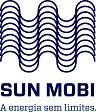 SUN MOBI
A energia sem limites.